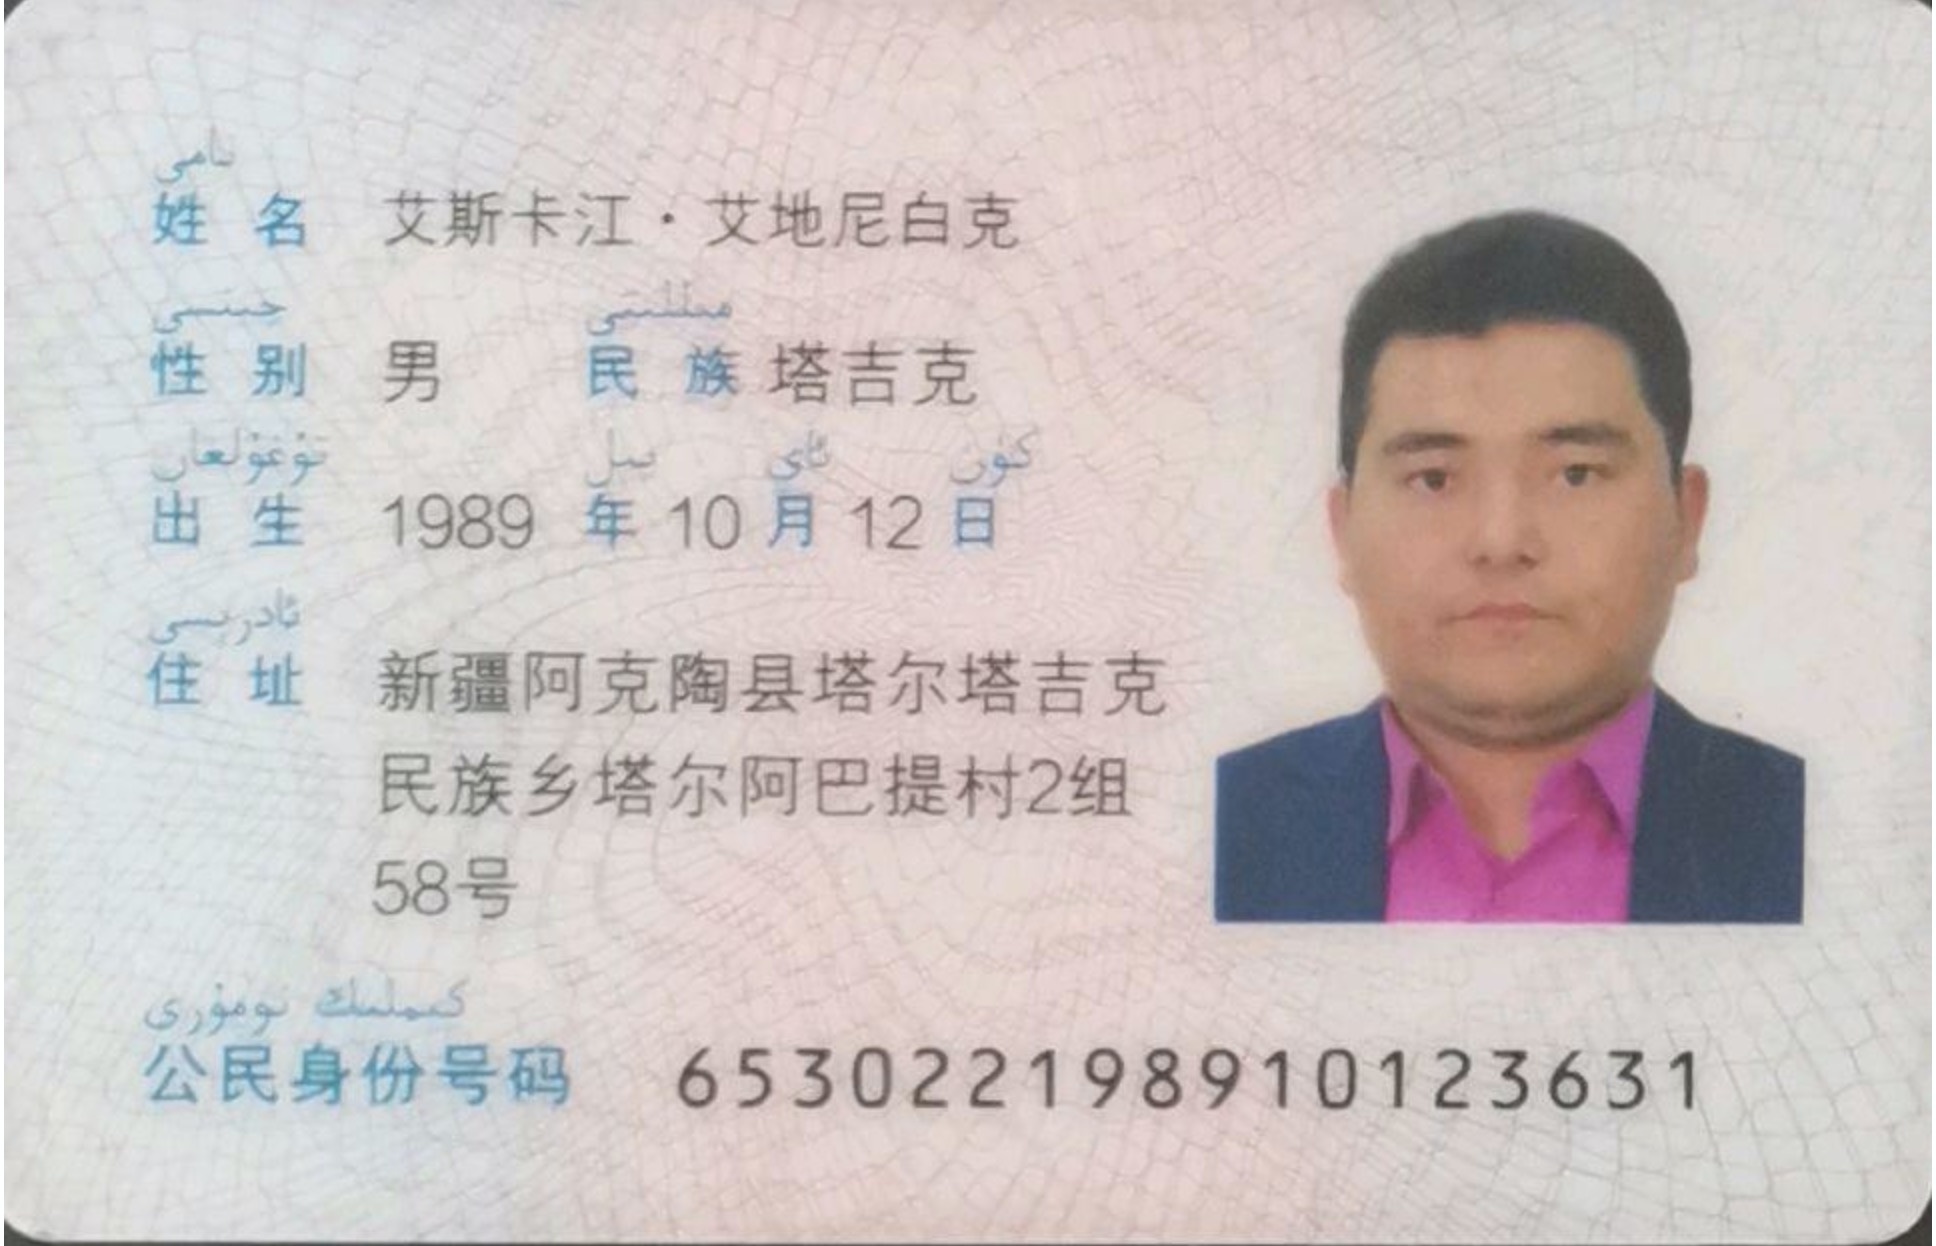 نامى
姓名 艾斯卡江·艾地尼白克
جىنسى مىللىتى
性别 男 民族 塔吉克
تۇغۇلغان يىل ئاي كۈن
出生 1989 年 10 月 12 日
ئادرېسى
住址 新疆阿克陶县塔尔塔吉克
民族乡塔尔阿巴提村2组
58号
كىملىك نومۇرى
公民身份号码 653022198910123631